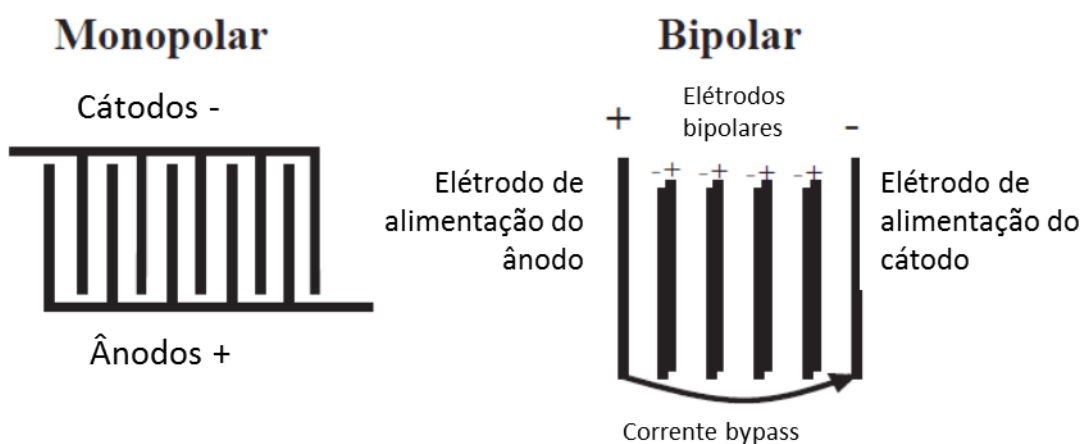 Monopolar
Cátodos -
Ânodos +
Bipolar
Elétrodos
bipolares
+
-
-+ -+ -+ -+
Elétrodo de
alimentação do
ânodo
Elétrodo de
alimentação do
cátodo
Corrente bypass